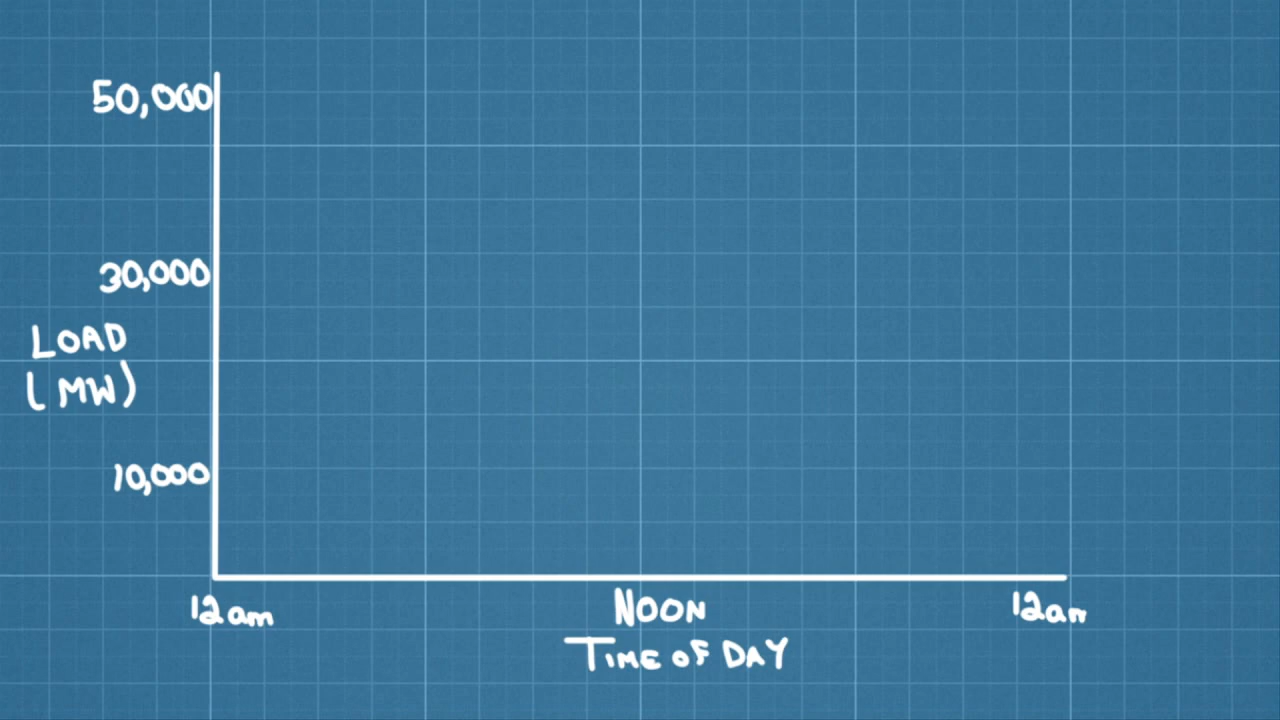 50,000
30,000
LOAD
(MW)
10,000
12am
NOON
12am
TIME OF DAY